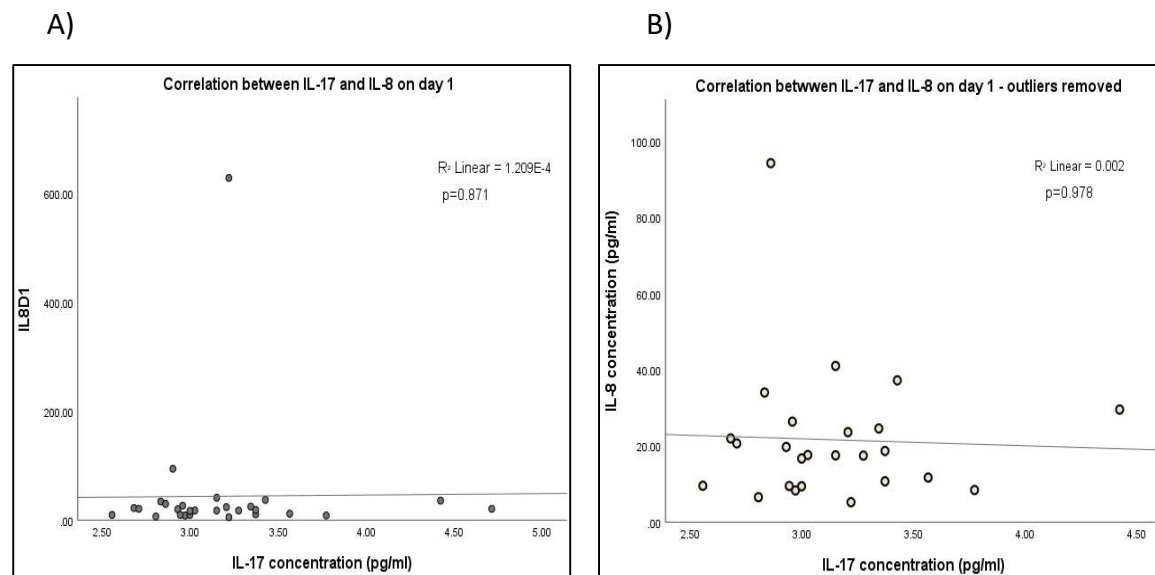 A)
Correlation between IL-17 and IL-8 on day 1
R² Linear = 1.209E-4
p=0.871
IL8D1
600.00
400.00
200.00
.00
2.50 3.00 3.50 4.00 4.50 5.00
IL-17 concentration (pg/ml)
B)
Correlation betwwen IL-17 and IL-8 on day 1 - outliers removed
R² Linear = 0.002
p=0.978
IL-8 concentration (pg/ml)
100.00
80.00
60.00
40.00
20.00
.00
2.50 3.00 3.50 4.00 4.50
IL-17 concentration (pg/ml)